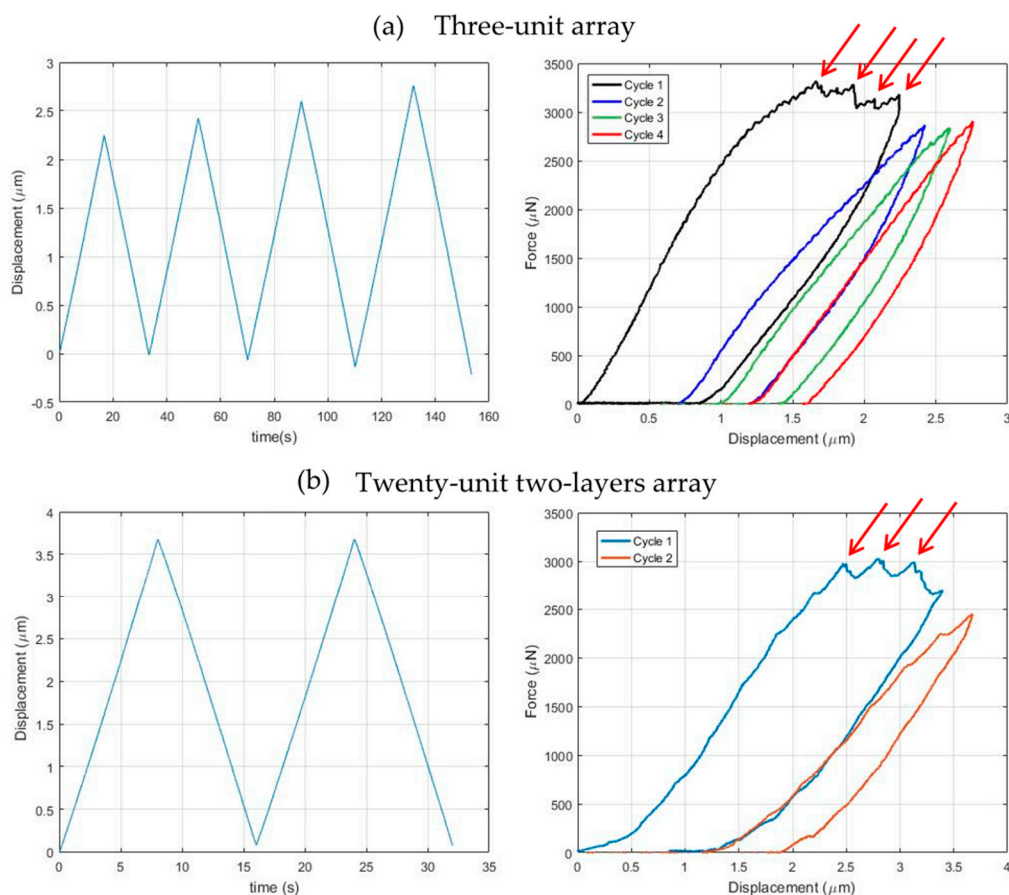 (a) Three-unit array
3
2.5
2
1.5
1
0.5
0
-0.5
Displacement (μm)
0 20 40 60 80 100 120 140 160
time(s)
3500
3000
2500
2000
1500
1000
500
0
Force (μN)
Cycle 1
Cycle 2
Cycle 3
Cycle 4
0 0.5 1 1.5 2 2.5 3
Displacement (μm)
(b) Twenty-unit two-layers array
4
3.5
3
2.5
2
1.5
1
0.5
0
Displacement (μm)
0 5 10 15 20 25 30 35
time (s)
3500
3000
2500
2000
1500
1000
500
0
Force (μN)
Cycle 1
Cycle 2
0 0.5 1 1.5 2 2.5 3 3.5 4
Displacement (μm)